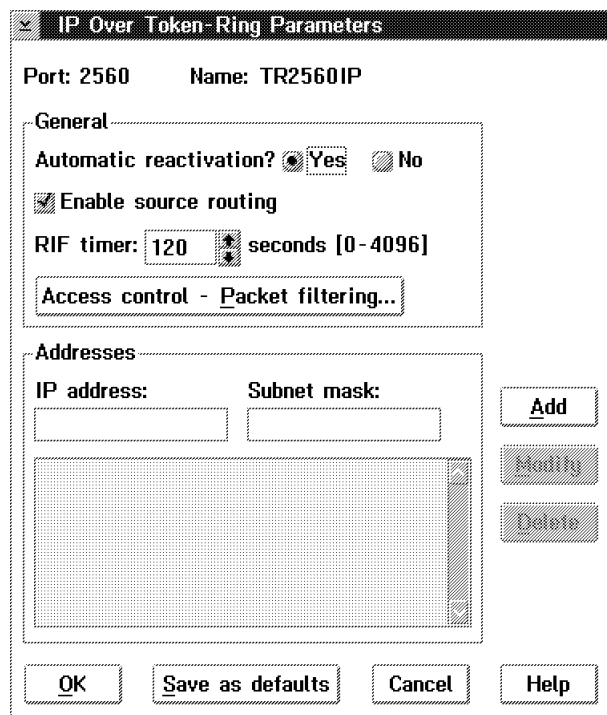 IP Over Token-Ring Parameters
Port: 2560 Name: TR2560IP
General
Automatic reactivation? Yes No
Enable source routing
RIF timer: 120 seconds [0-4096]
Access control - Packet filtering...
Addresses
IP address: Subnet mask:
Add
Modify
Delete
OK Save as defaults Cancel Help